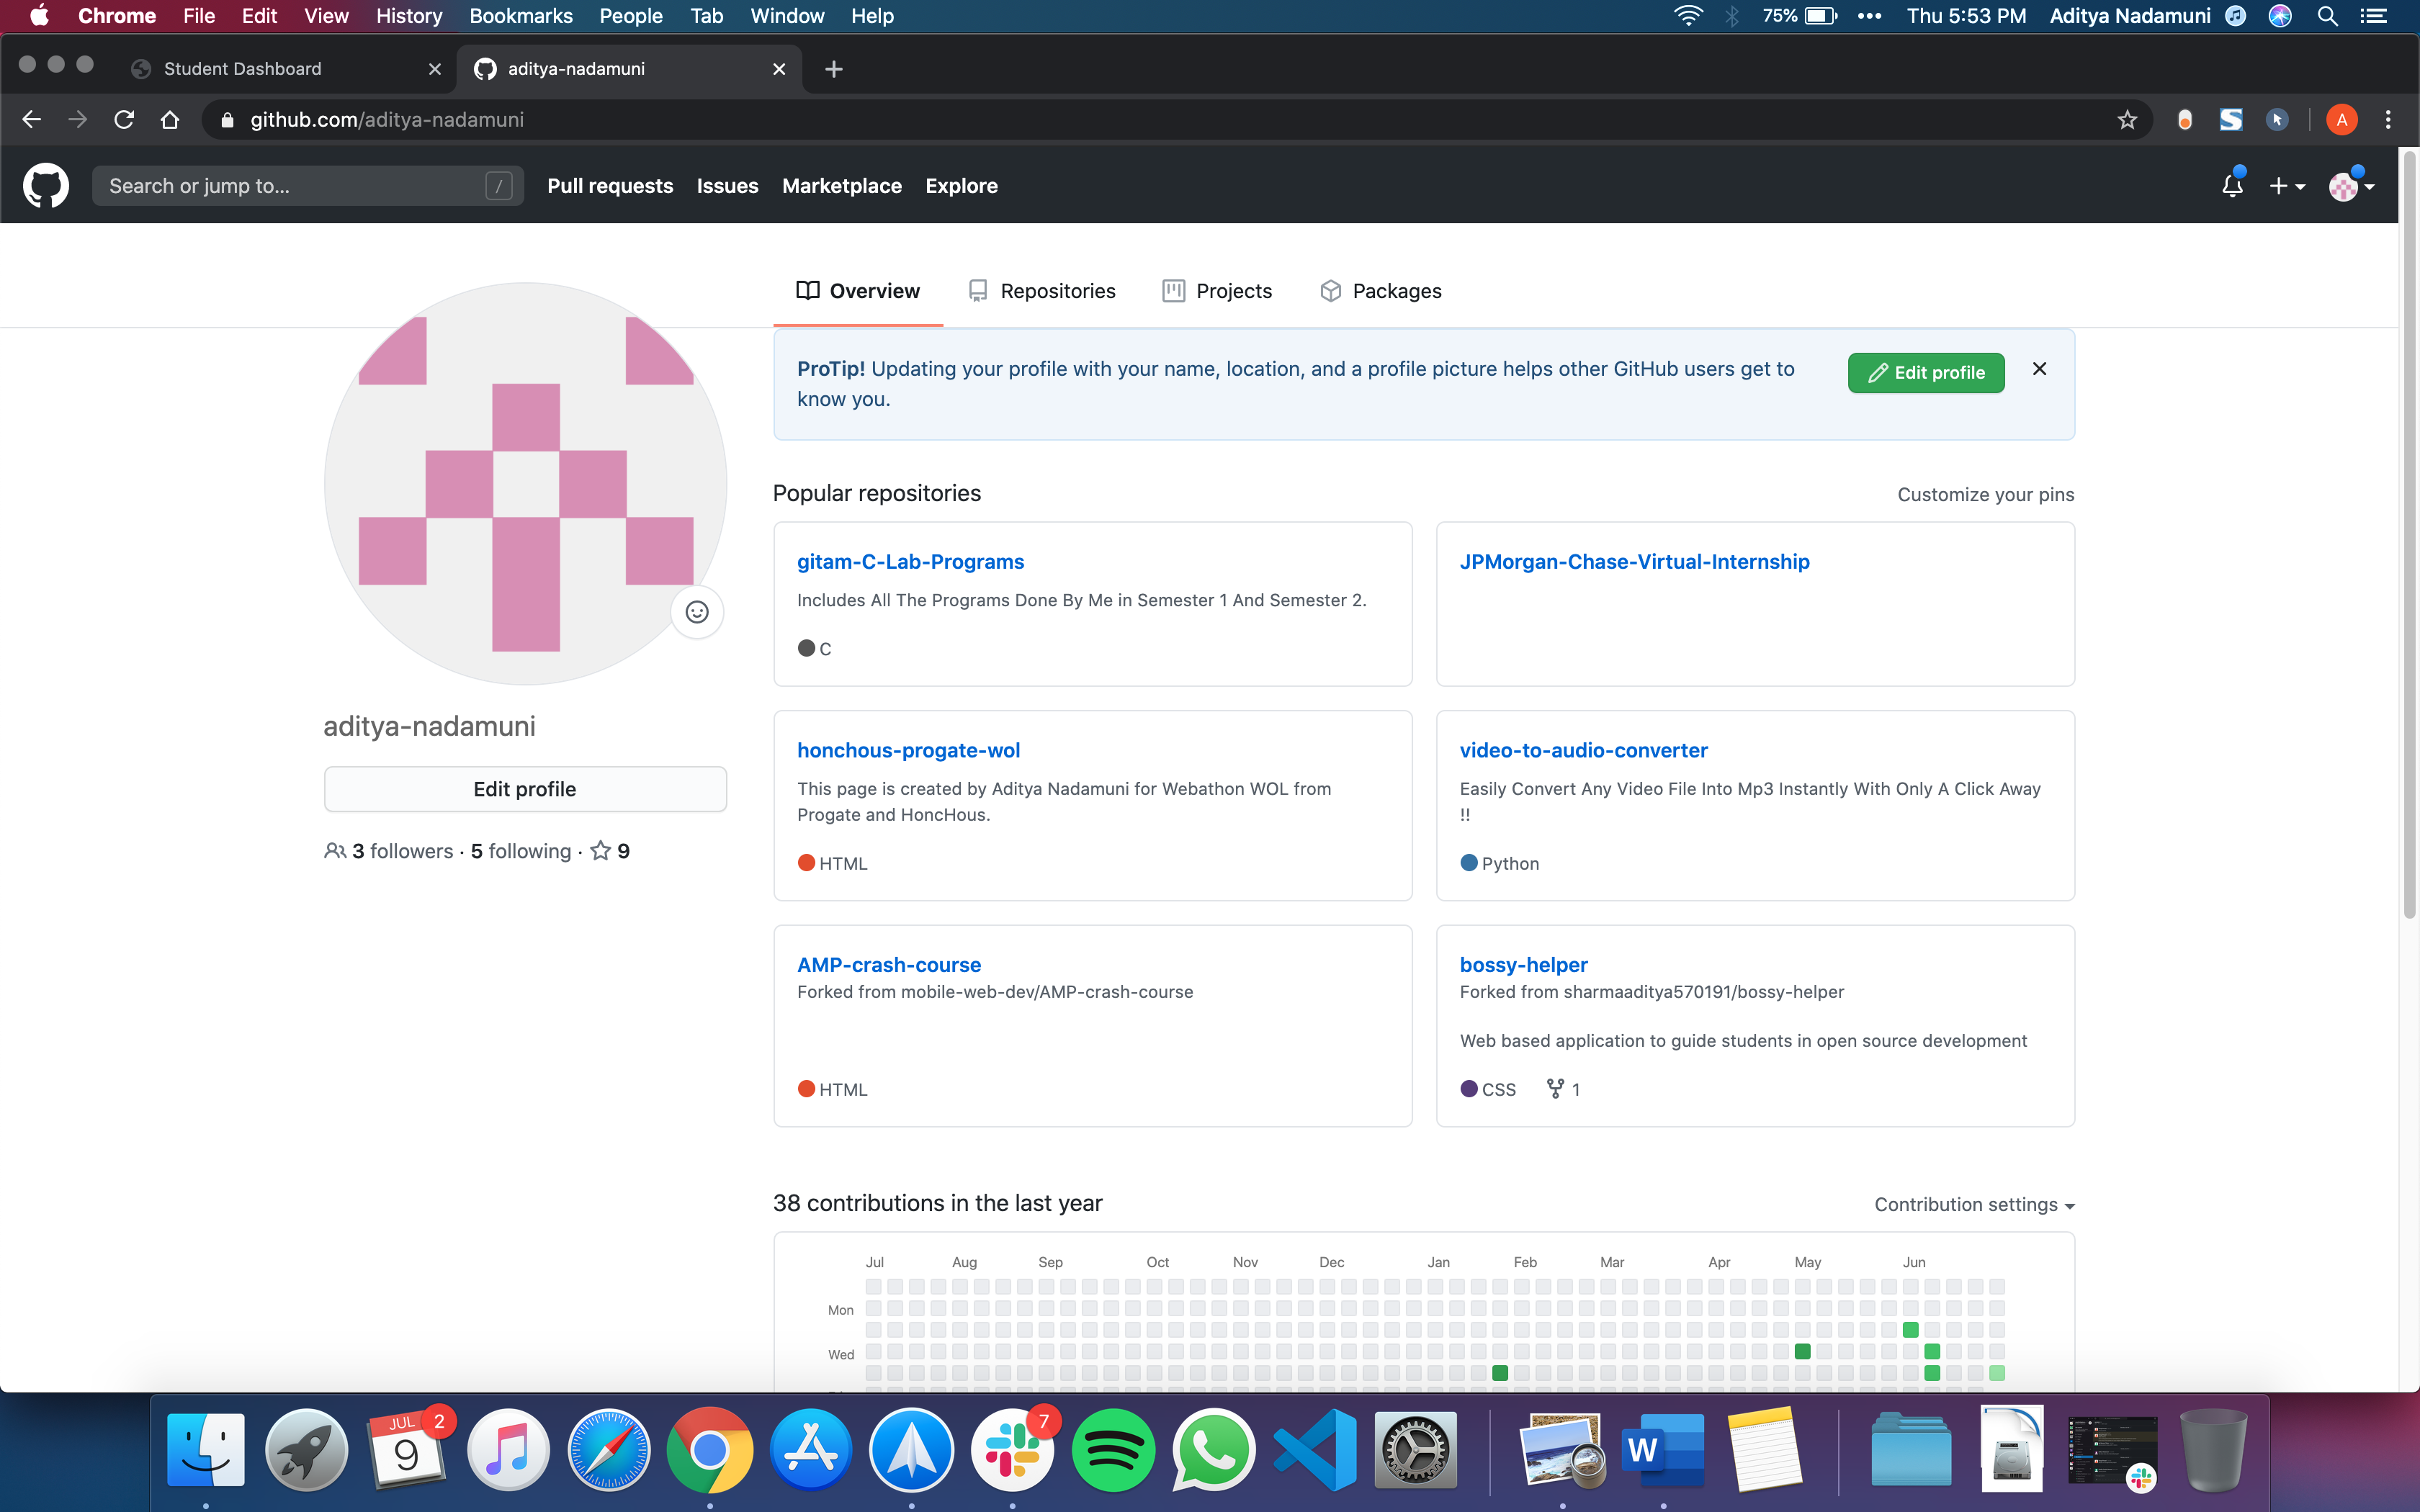 Chrome File Edit View History Bookmarks People Tab Window Help 75% Thu 5:53 PM Aditya Nadamuni
Student Dashboard aditya-nadamuni
github.com/aditya-nadamuni A
Search or jump to... / Pull requests Issues Marketplace Explore
Overview Repositories Projects Packages
ProTip! Updating your profile with your name, location, and a profile picture helps other GitHub users get to
know you.
Edit profile
Popular repositories
Customize your pins
gitam-C-Lab-Programs
Includes All The Programs Done By Me in Semester 1 And Semester 2.
C
JPMorgan-Chase-Virtual-Internship
aditya-nadamuni
Edit profile
3 followers · 5 following · 9
honchous-progate-wol
This page is created by Aditya Nadamuni for Webathon WOL from
Progate and HoncHous.
HTML
video-to-audio-converter
Easily Convert Any Video File Into Mp3 Instantly With Only A Click Away
!!
Python
AMP-crash-course
Forked from mobile-web-dev/AMP-crash-course
HTML
bossy-helper
Forked from sharmaaditya570191/bossy-helper
Web based application to guide students in open source development
CSS 1
38 contributions in the last year
Contribution settings
Jul Aug Sep Oct Nov Dec Jan Feb Mar Apr May Jun
Mon
Wed
JUL 2
9
7
W